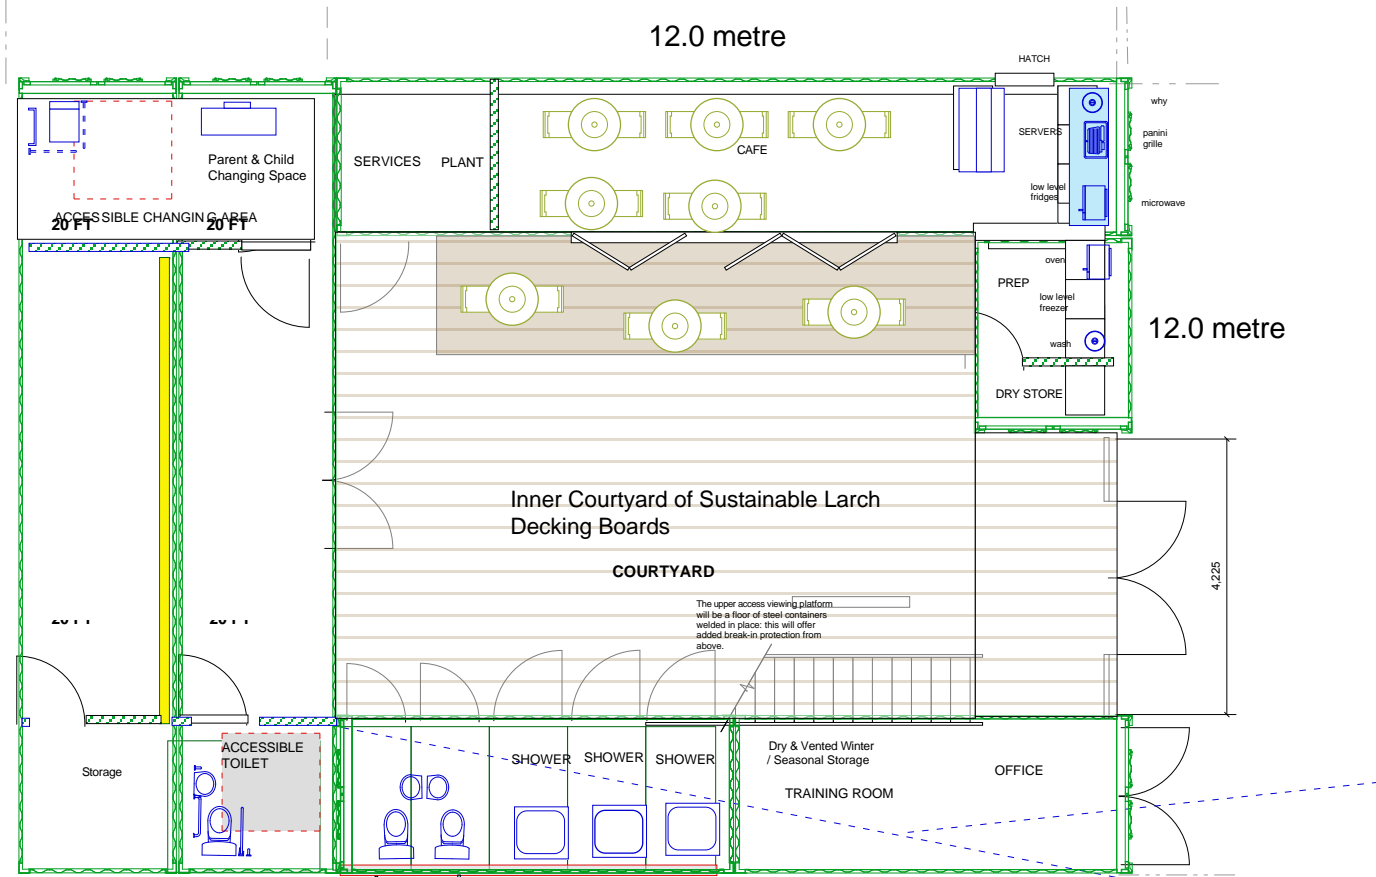 12.0 metre
HATCH
why
SERVERS
panini
grille
CAFE
SERVICES
PLANT
Parent & Child
Changing Space
low level
fridges
microwave
ACCESSIBLE CHANGING AREA
20 FT
20 FT
oven
PREP
low level
freezer
12.0 metre
wash
DRY STORE
Inner Courtyard of Sustainable Larch
Decking Boards
COURTYARD
4,225
The upper access viewing platform
will be a floor of steel containers
welded in place: this will offer
added break-in protection from
above.
20 FT
20 FT
ACCESSIBLE
TOILET
Storage
SHOWER
SHOWER
SHOWER
Dry & Vented Winter
/ Seasonal Storage
OFFICE
TRAINING ROOM